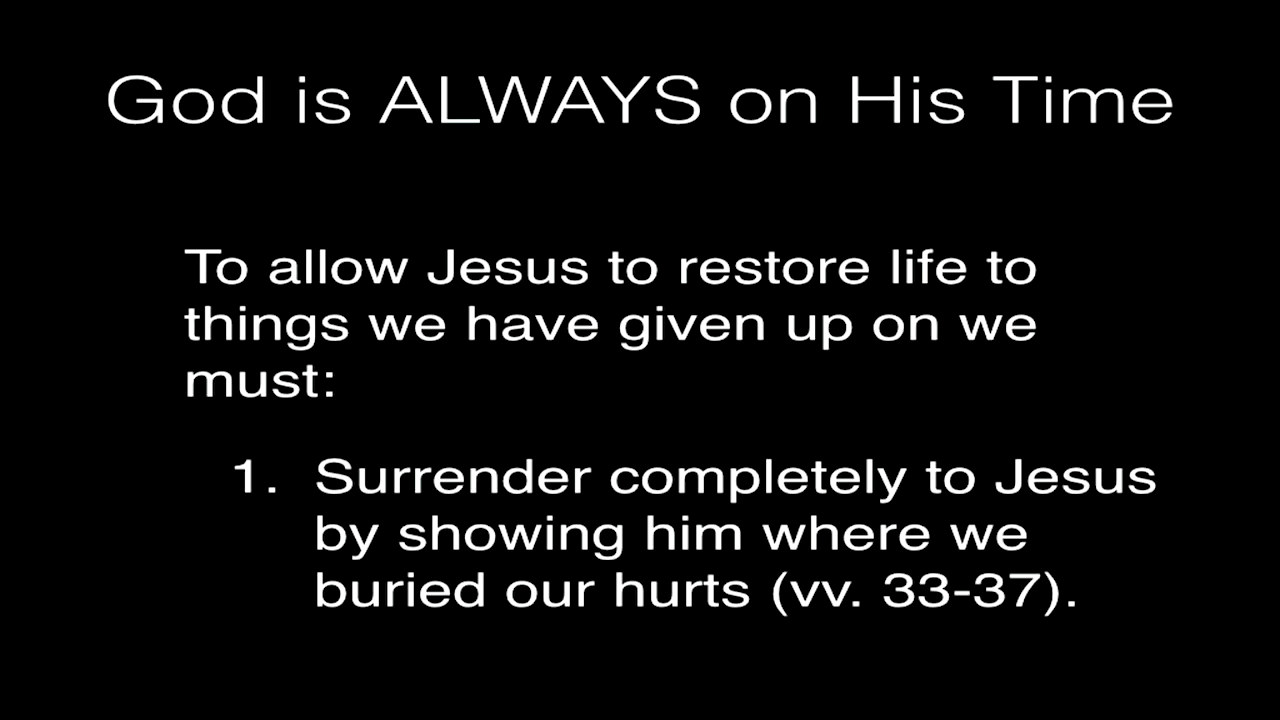 God is ALWAYS on His Time
To allow Jesus to restore life to
things we have given up on we
must:
1. Surrender completely to Jesus
by showing him where we
buried our hurts (vv. 33-37).